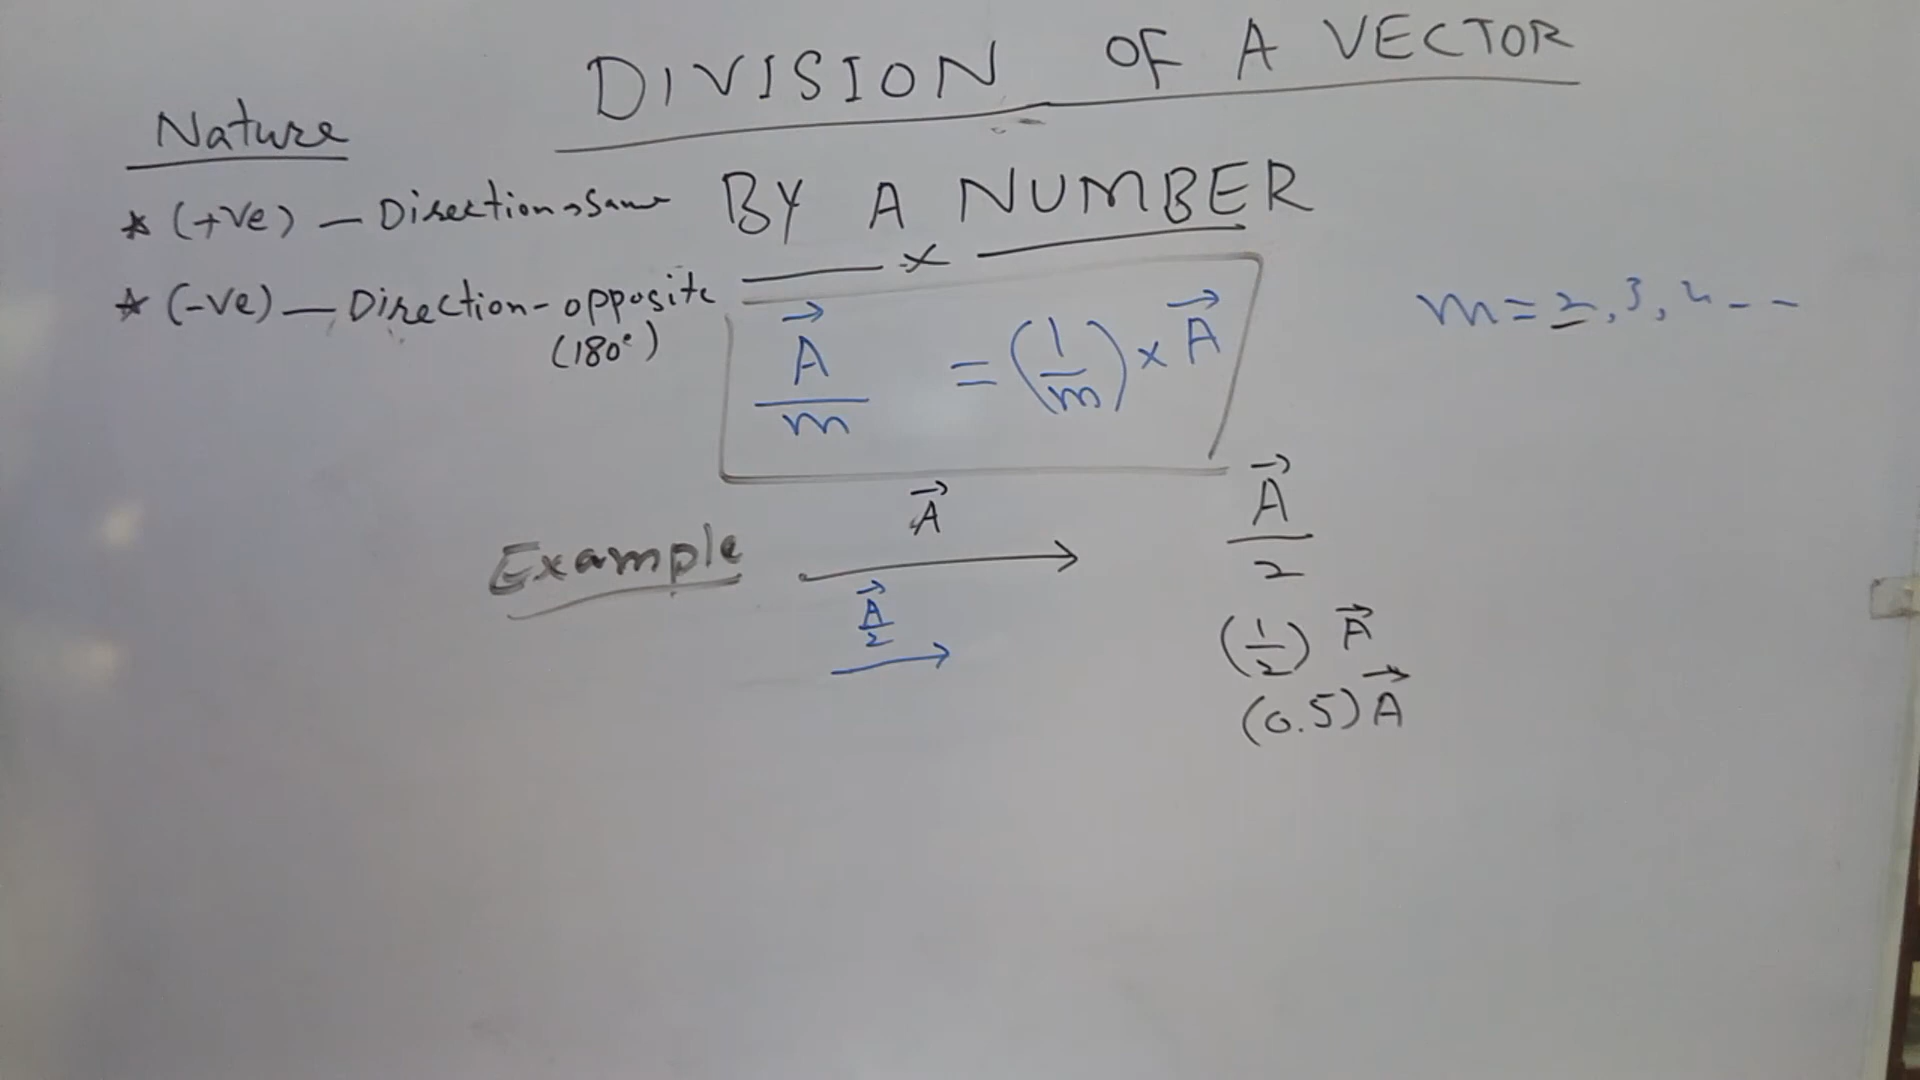 DIVISION OF A VECTOR
BY A NUMBER
x
Nature
* (+ve) — Direction → Same
* (-ve) — Direction - opposite
(180°)
A⃗/m = (1/m) × A⃗
m = 2, 3, 4 - -
Example
A⃗
A⃗/2
A⃗/2
(1/2) A⃗
(0.5) A⃗